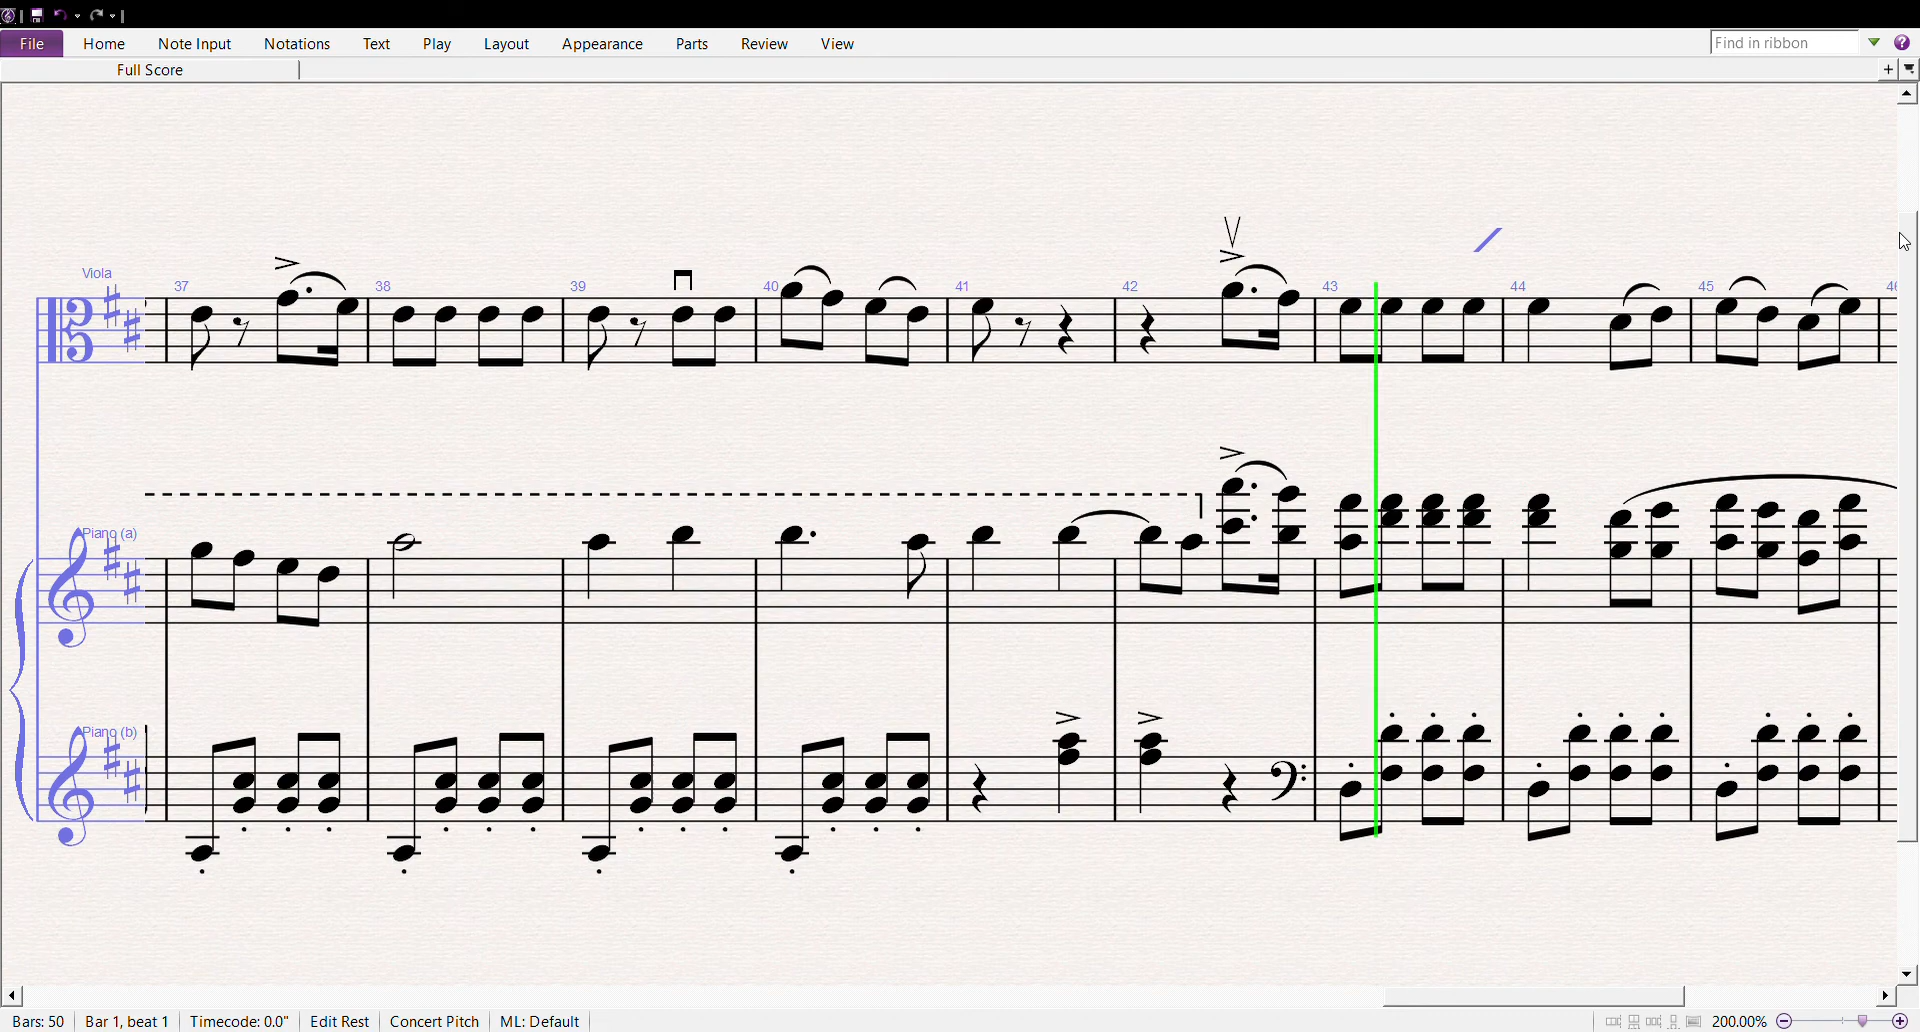 File Home Note Input Notations Text Play Layout Appearance Parts Review View Find in ribbon ?
Full Score +
Viola 37 38 39 40 41 42 43 44 45
Piano (a)
Piano (b)
Bars: 50 Bar 1, beat 1 Timecode: 0.0" Edit Rest Concert Pitch ML: Default 200.00%